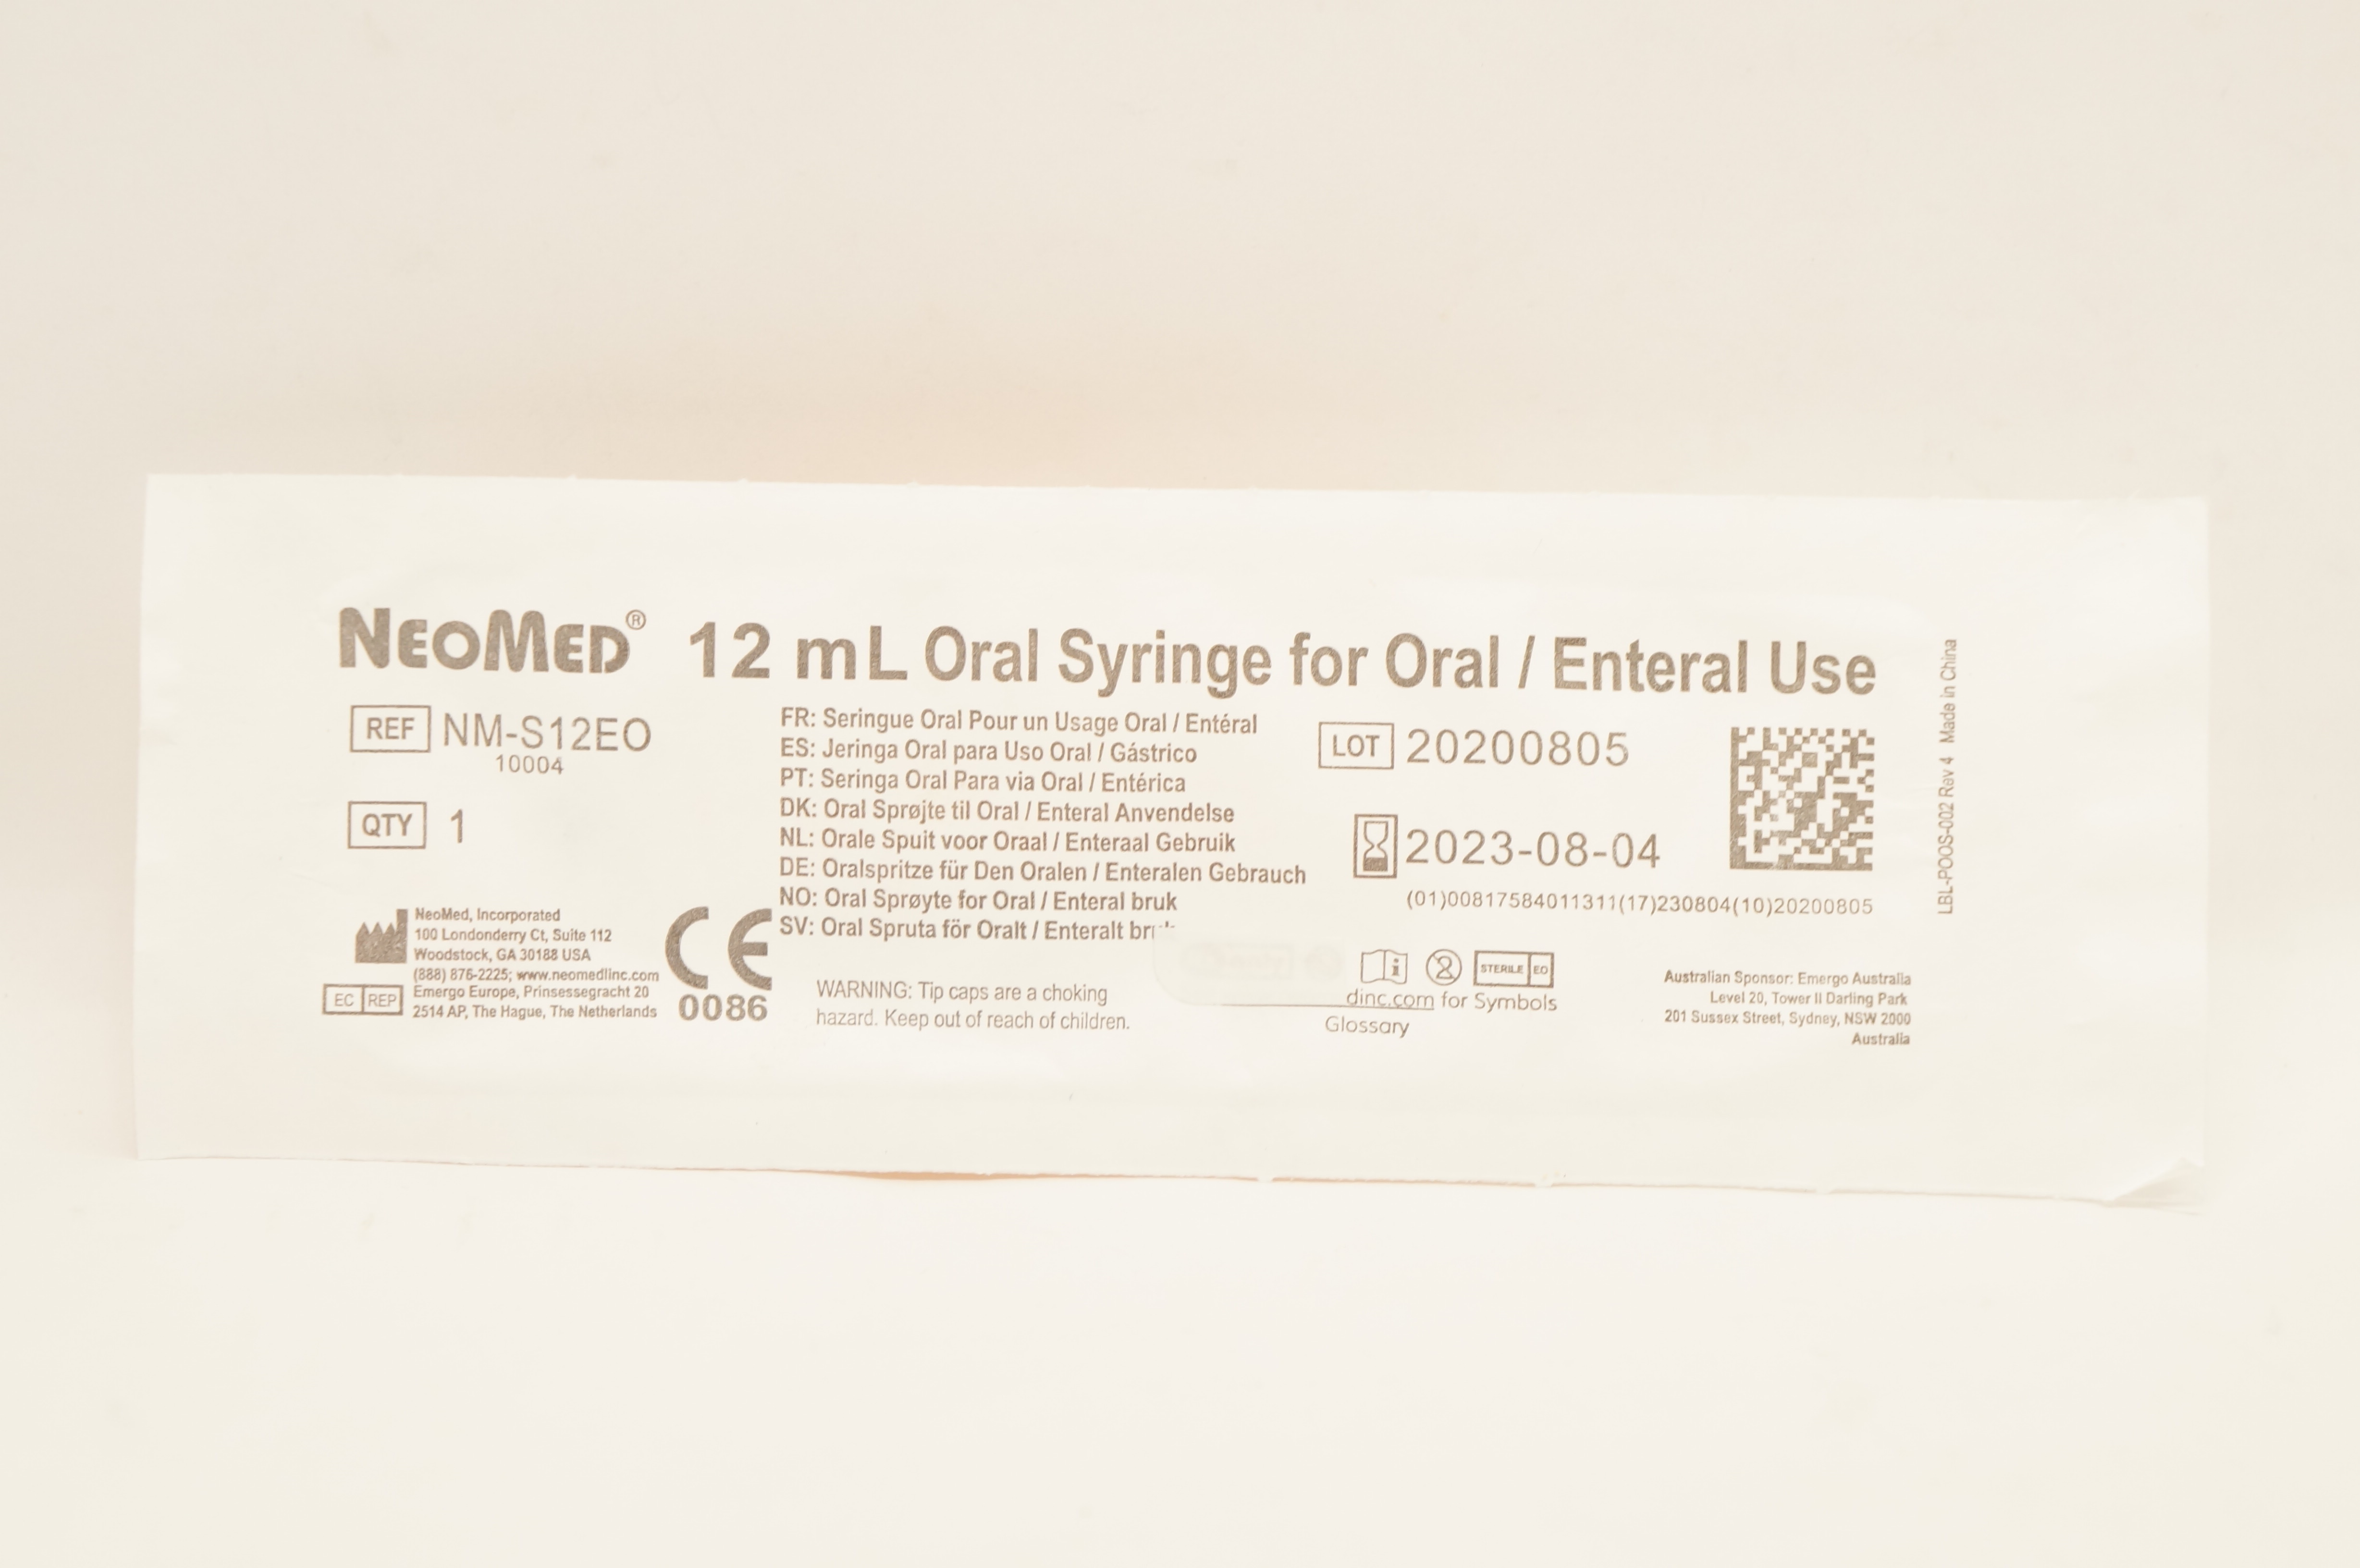 NEOMED® 12 mL Oral Syringe for Oral / Enteral Use
REF NM-S12EO
10004
QTY 1
FR: Seringue Oral Pour un Usage Oral / Entéral
ES: Jeringa Oral para Uso Oral / Gástrico
PT: Seringa Oral Para via Oral / Entérica
DK: Oral Sprøjte til Oral / Enteral Anvendelse
NL: Orale Spuit voor Oraal / Enteraal Gebruik
DE: Oralspritze für Den Oralen / Enteralen Gebrauch
NO: Oral Sprøyte for Oral / Enteral bruk
SV: Oral Spruta för Oralt / Enteralt
LOT 20200805
2023-08-04
(01)00817584011311(17)230804(10)20200805
NeoMed, Incorporated
100 Londonderry Ct, Suite 112
Woodstock, GA 30188 USA
(888) 876-2225; www.neomedinc.com
EC REP
Emergo Europe, Prinsessegracht 20
2514 AP, The Hague, The Netherlands
CE
0086
WARNING: Tip caps are a choking
hazard. Keep out of reach of children.
2
STERILE EO
dinc.com for Symbols
Glossary
Australian Sponsor: Emergo Australia
Level 20, Tower II Darling Park
201 Sussex Street, Sydney, NSW 2000
Australia
LBL-POOS-002 Rev 4 Made in China